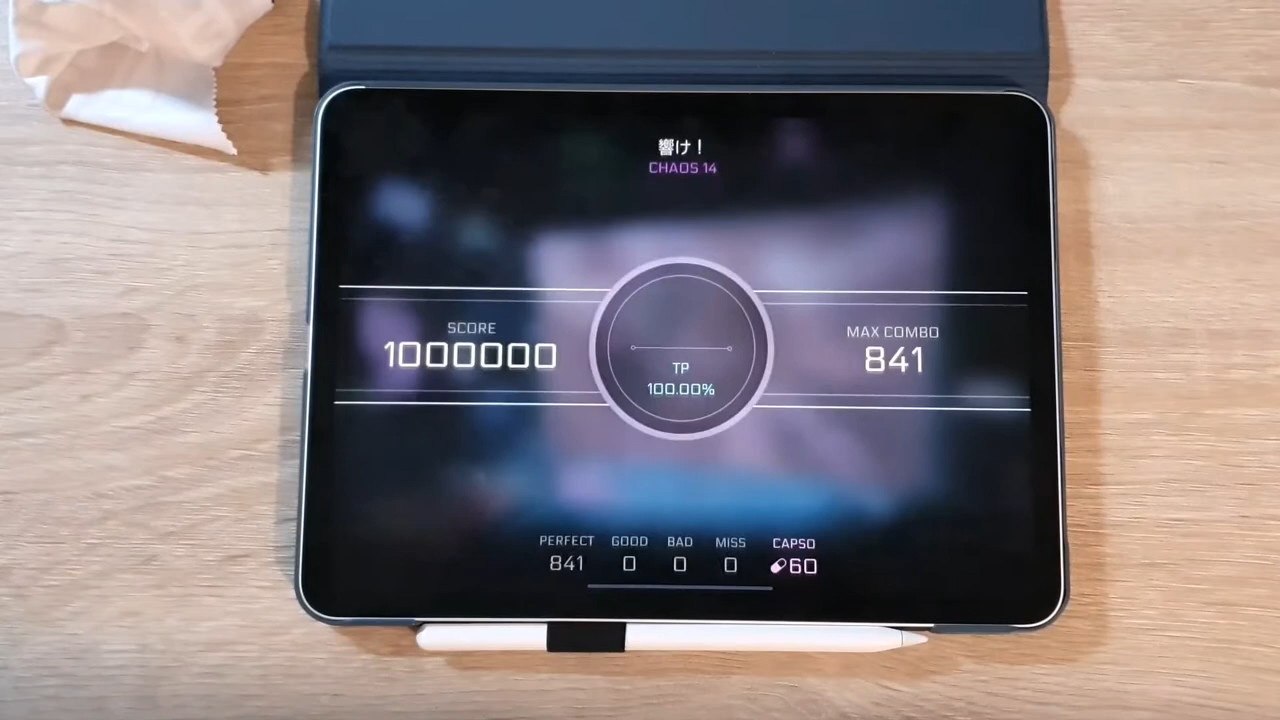 響け！
CHAOS 14
SCORE
1000000
TP
100.00%
MAX COMBO
841
PERFECT GOOD BAD MISS CAPSO
841 0 0 0 60